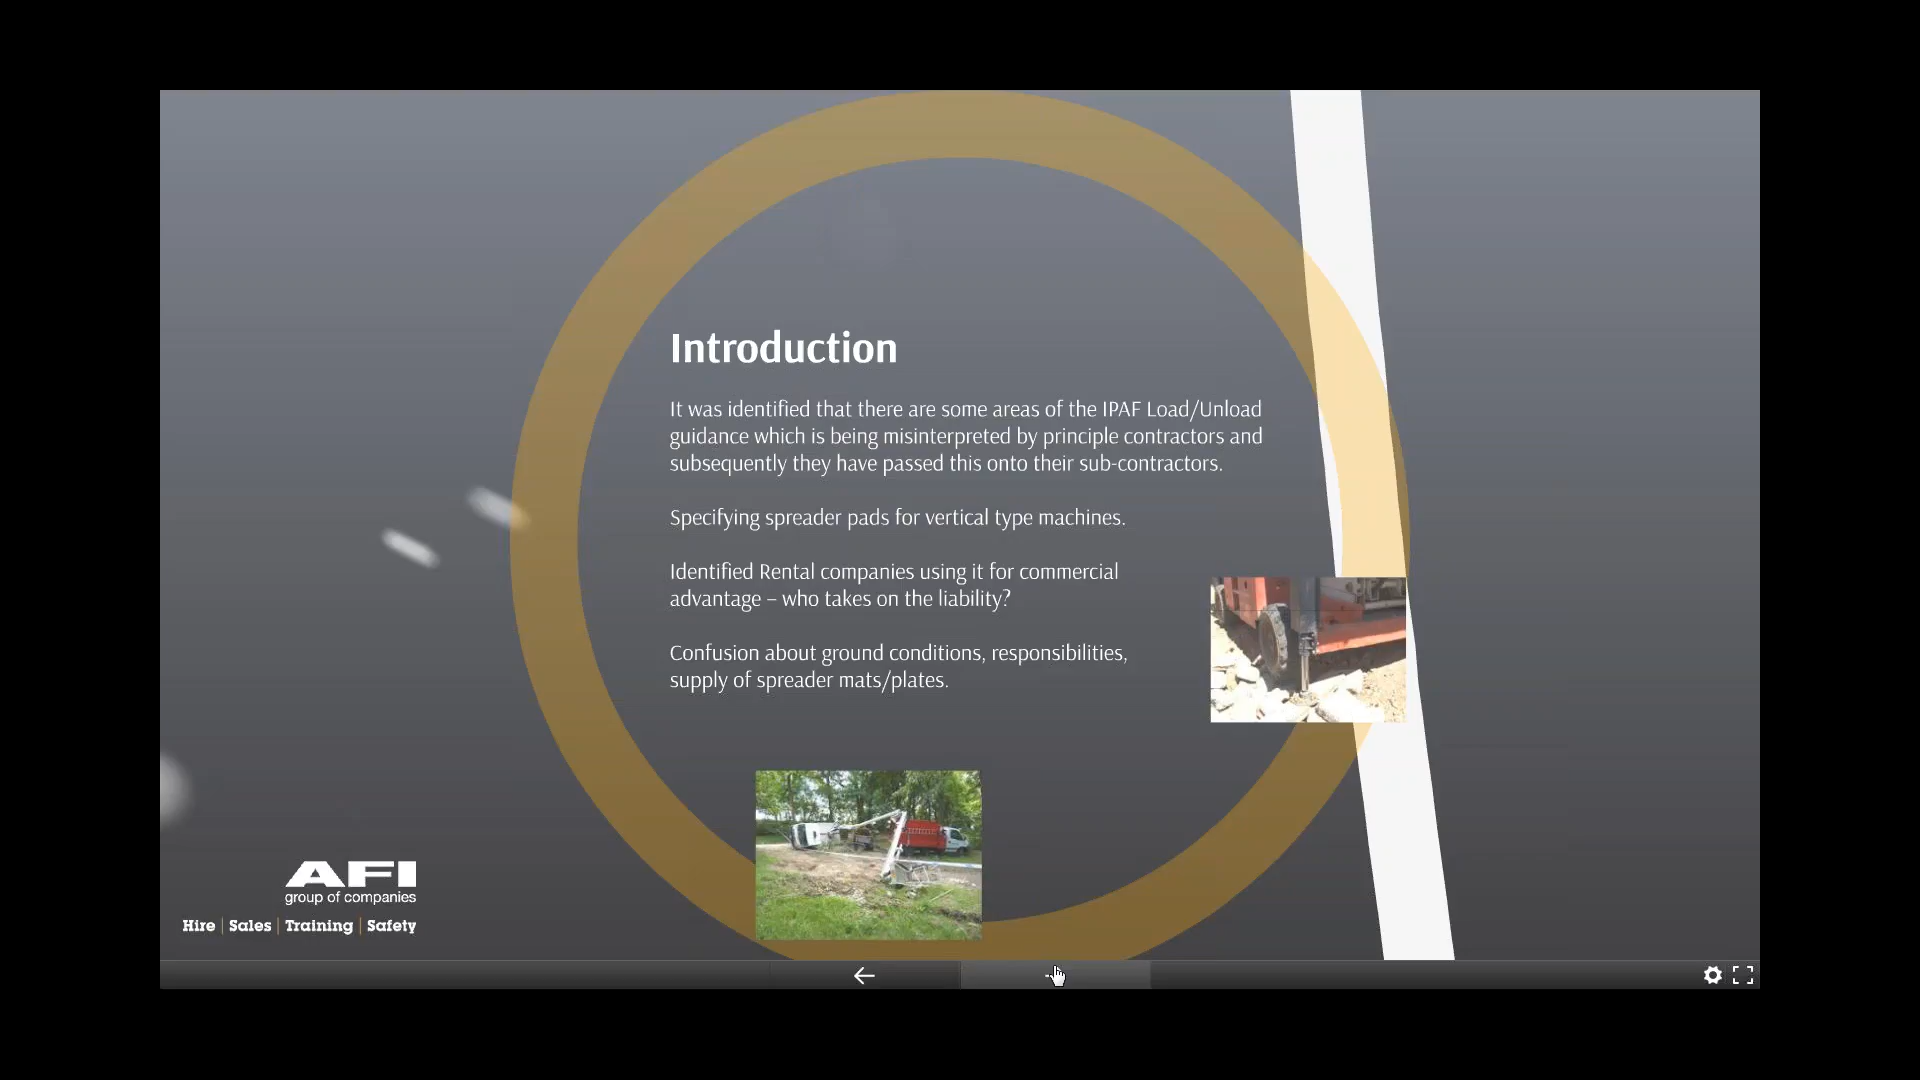 Introduction
It was identified that there are some areas of the IPAF Load/Unload
guidance which is being misinterpreted by principle contractors and
subsequently they have passed this onto their sub-contractors.
Specifying spreader pads for vertical type machines.
Identified Rental companies using it for commercial
advantage – who takes on the liability?
Confusion about ground conditions, responsibilities,
supply of spreader mats/plates.
AFI
group of companies
Hire | Sales | Training | Safety